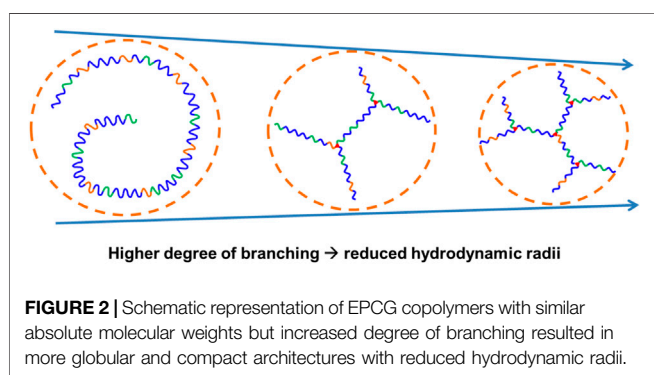 Higher degree of branching → reduced hydrodynamic radii
FIGURE 2 | Schematic representation of EPCG copolymers with similar
absolute molecular weights but increased degree of branching resulted in
more globular and compact architectures with reduced hydrodynamic radii.